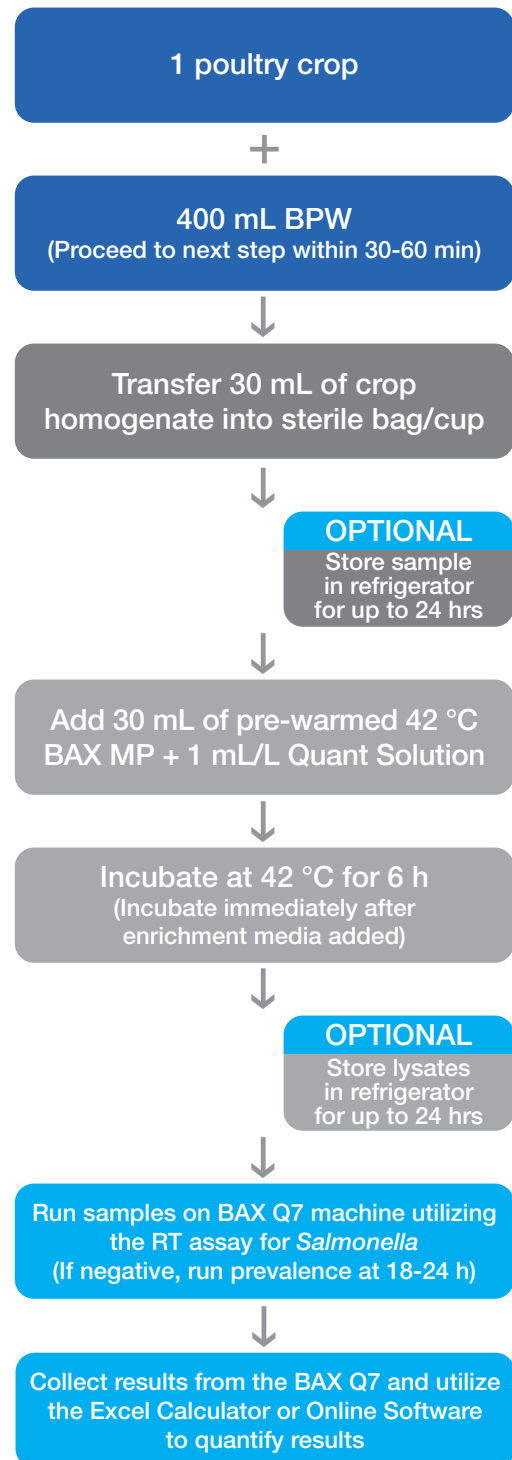 1 poultry crop
+
400 mL BPW
(Proceed to next step within 30-60 min)
Transfer 30 mL of crop
homogenate into sterile bag/cup
OPTIONAL
Store sample
in refrigerator
for up to 24 hrs
Add 30 mL of pre-warmed 42 °C
BAX MP + 1 mL/L Quant Solution
Incubate at 42 °C for 6 h
(Incubate immediately after
enrichment media added)
OPTIONAL
Store lysates
in refrigerator
for up to 24 hrs
Run samples on BAX Q7 machine utilizing
the RT assay for Salmonella
(If negative, run prevalence at 18-24 h)
Collect results from the BAX Q7 and utilize
the Excel Calculator or Online Software
to quantify results